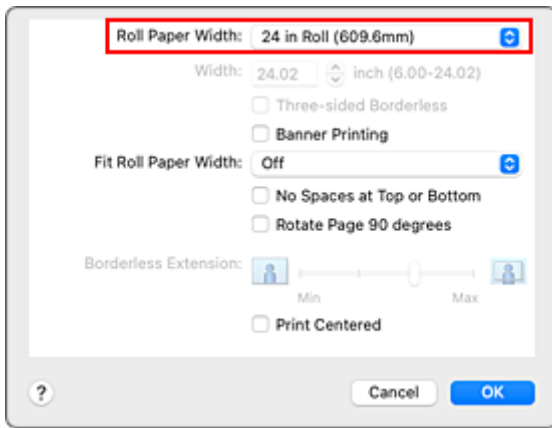 Roll Paper Width: 24 in Roll (609.6mm)
Width: 24.02 inch (6.00-24.02)
Three-sided Borderless
Banner Printing
Fit Roll Paper Width: Off
No Spaces at Top or Bottom
Rotate Page 90 degrees
Borderless Extension:
Min Max
Print Centered
? Cancel OK